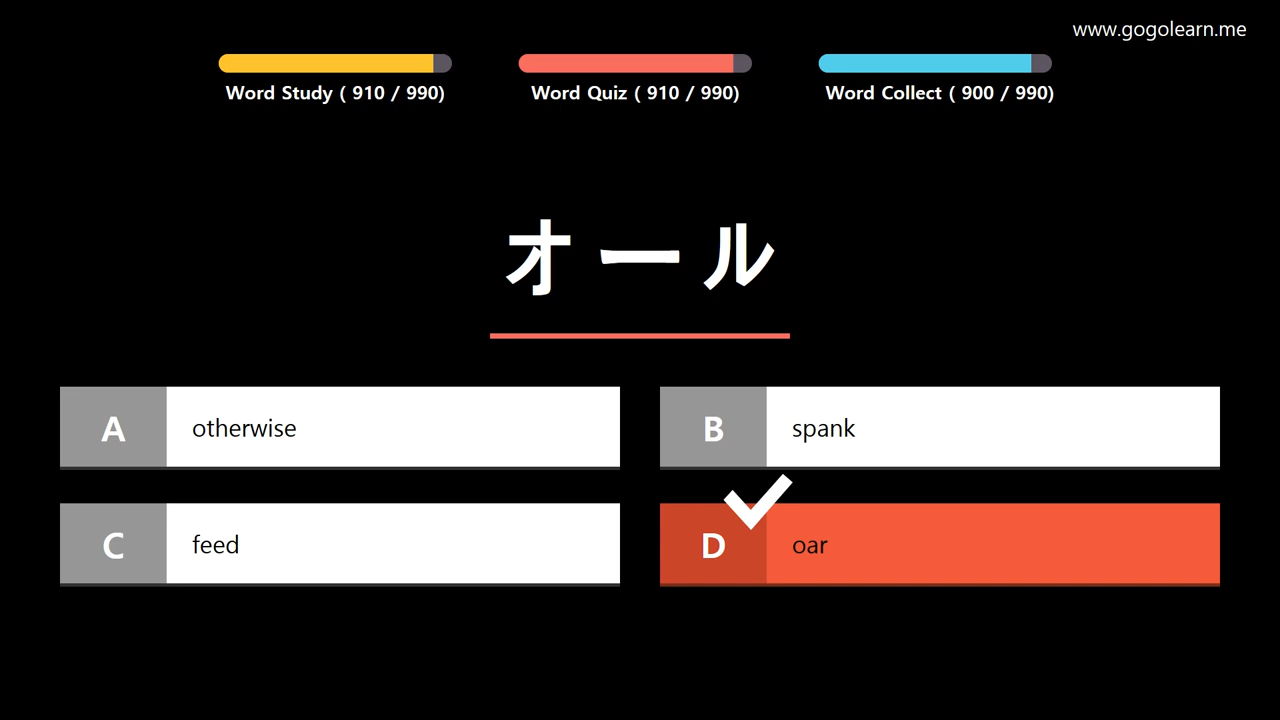 www.gogolearn.me
Word Study ( 910 / 990)
Word Quiz ( 910 / 990)
Word Collect ( 900 / 990)
オール
A otherwise
B spank
C feed
D oar